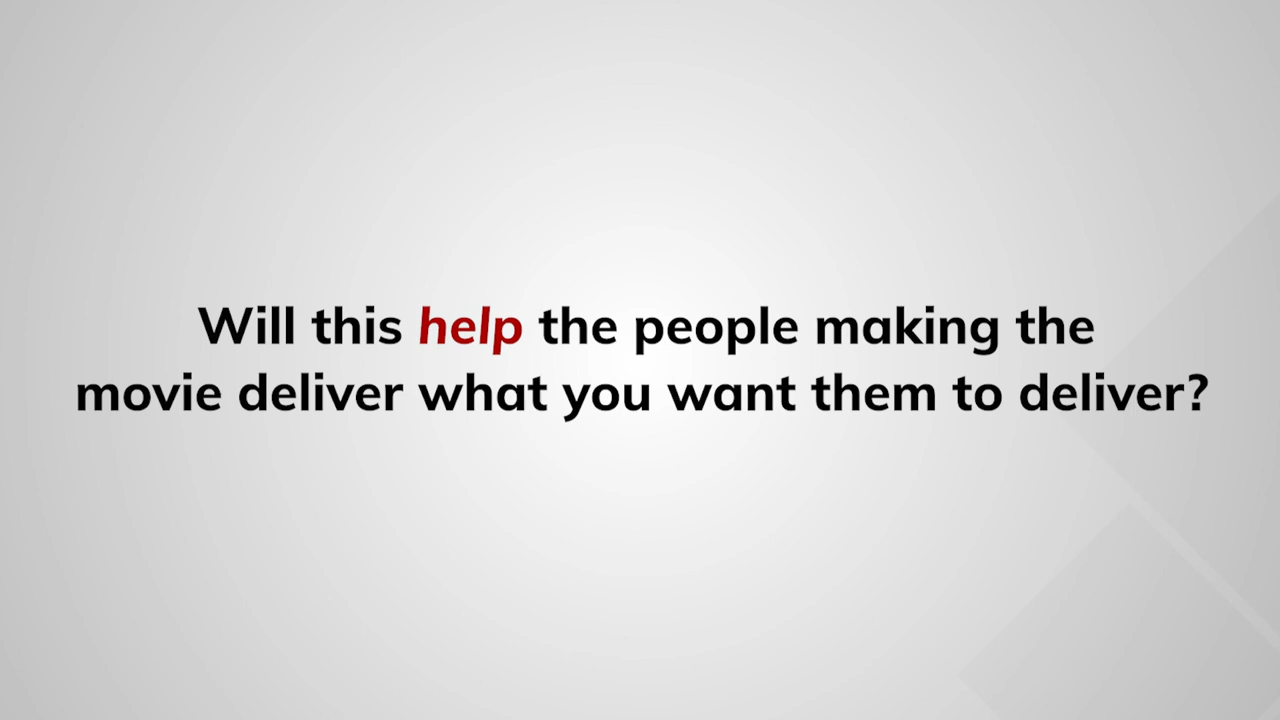 Will this help the people making the
movie deliver what you want them to deliver?